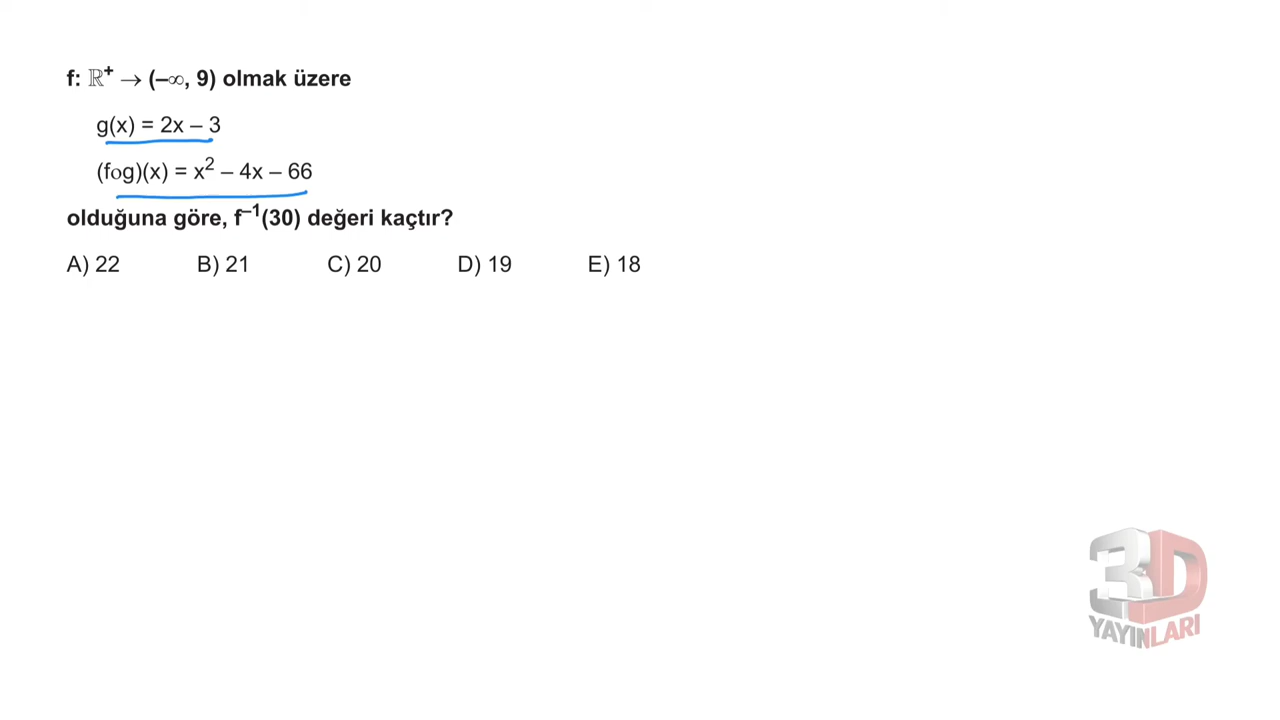 f: ℝ⁺ → (–∞, 9) olmak üzere
g(x) = 2x – 3
(fog)(x) = x² – 4x – 66
olduğuna göre, f⁻¹(30) değeri kaçtır?
A) 22 B) 21 C) 20 D) 19 E) 18
3D
YAYINLARI